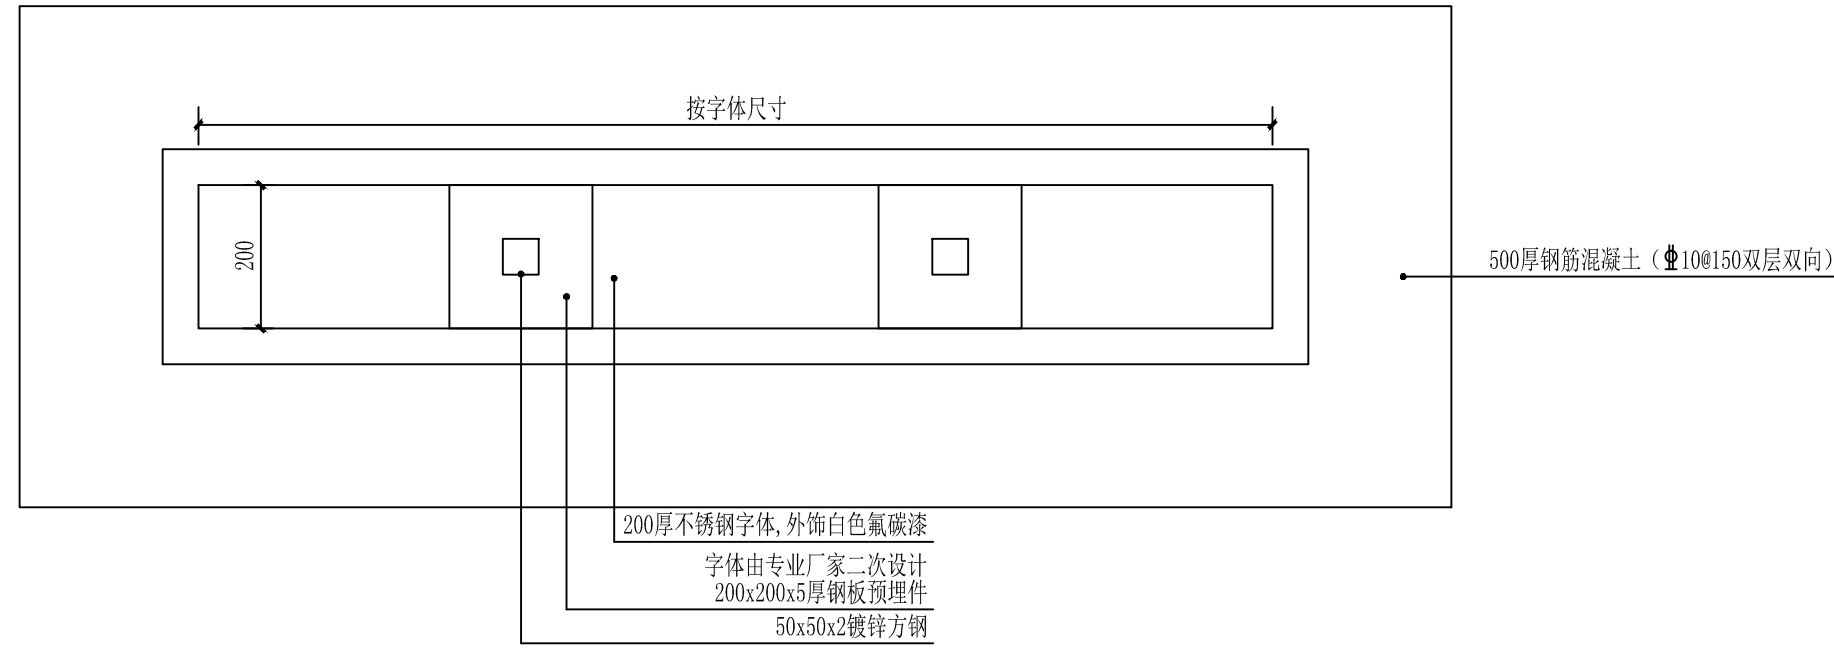 按字体尺寸
200
500厚钢筋混凝土(⌀10@150双层双向)
200厚不锈钢字体,外饰白色氟碳漆
字体由专业厂家二次设计
200x200x5厚钢板预埋件
50x50x2镀锌方钢